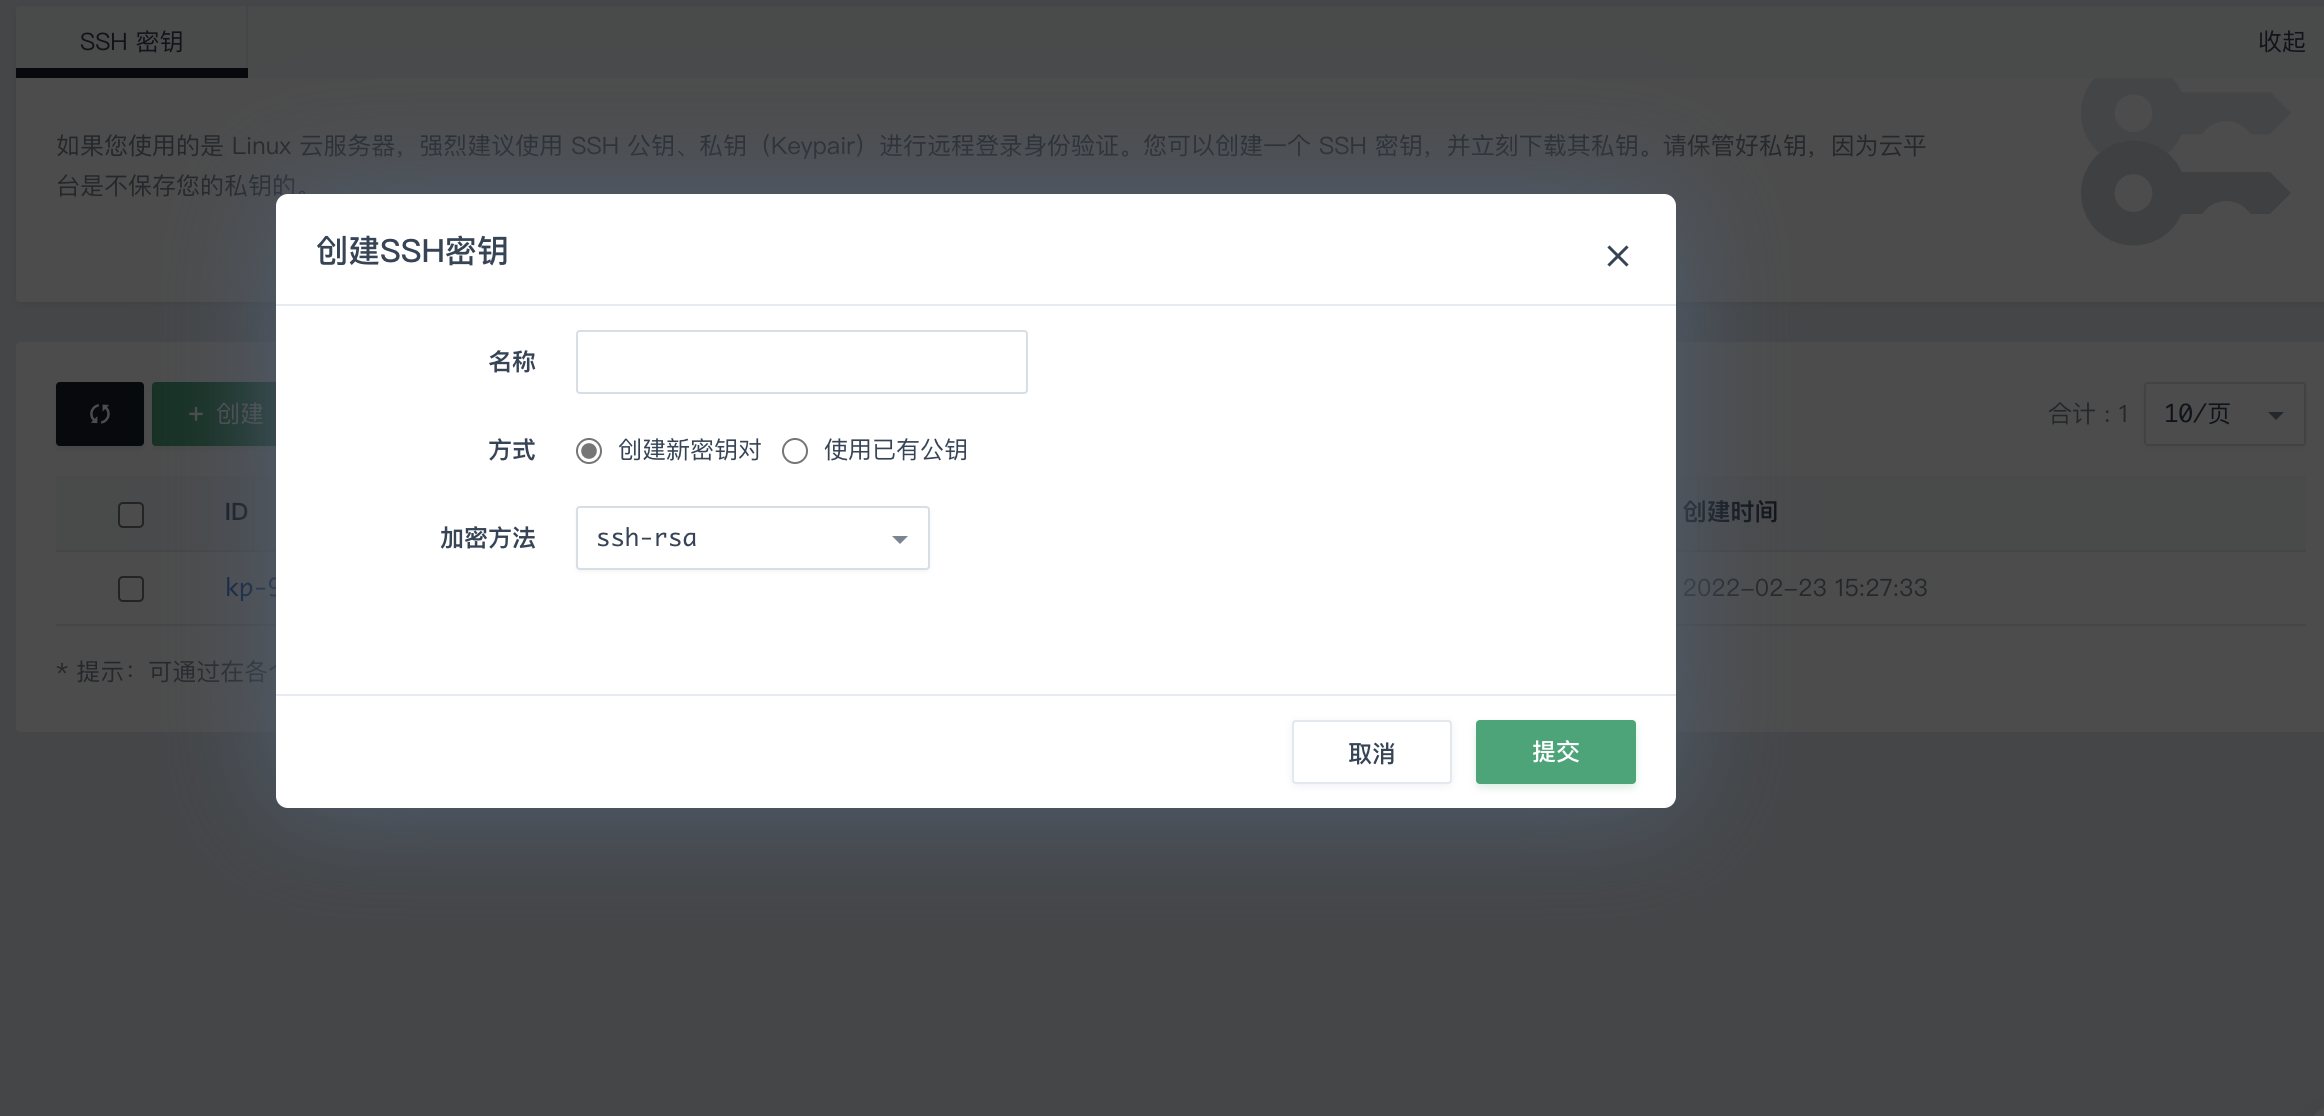 SSH 密钥
收起
如果您使用的是 Linux 云服务器，强烈建议使用 SSH 公钥、私钥（Keypair）进行远程登录身份验证。您可以创建一个 SSH 密钥，并立刻下载其私钥。请保管好私钥，因为云平
台是不保存您的私钥的。
创建SSH密钥
名称
+ 创建
合计 : 1
10/页
方式
创建新密钥对
使用已有公钥
ID
创建时间
加密方法
ssh-rsa
kp-9
2022-02-23 15:27:33
* 提示：可通过在各
取消
提交